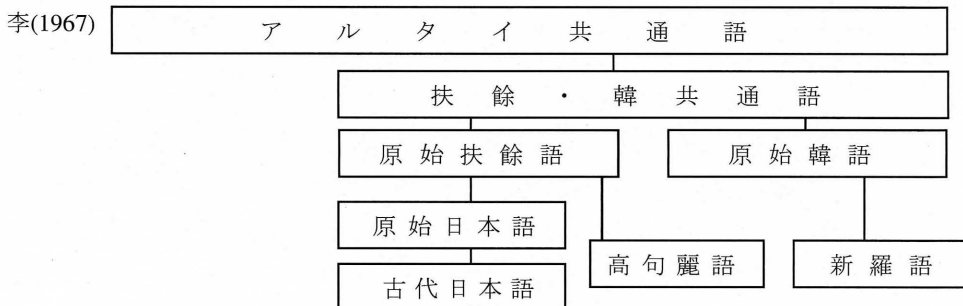 李(1967)
アルタイ共通語
扶餘・韓共通語
原始扶餘語
原始韓語
原始日本語
高句麗語
新羅語
古代日本語